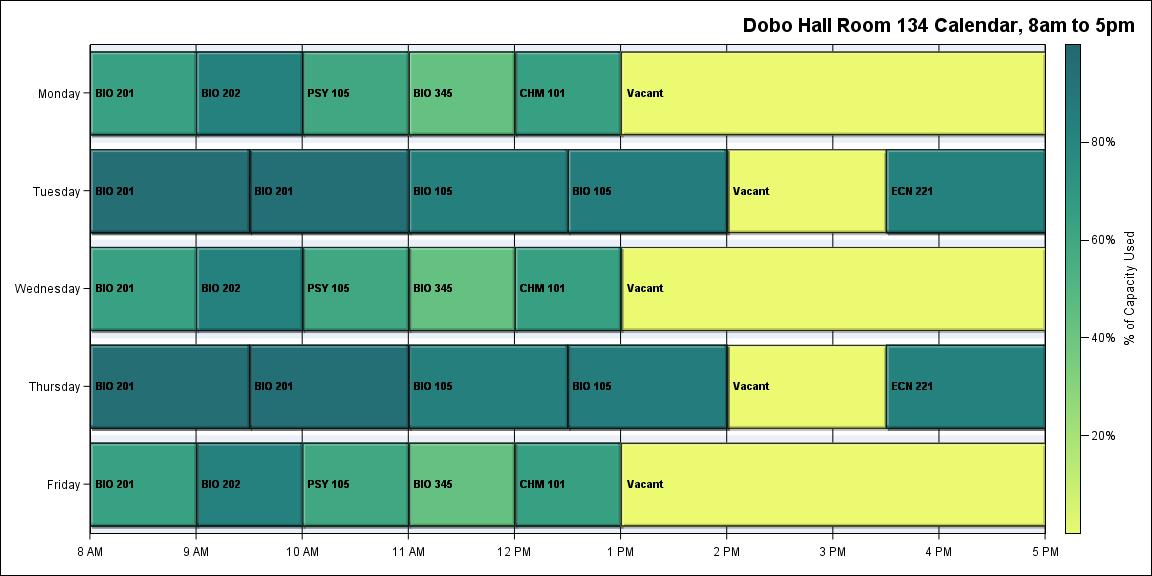 Dobo Hall Room 134 Calendar, 8am to 5pm
Monday
BIO 201
BIO 202
PSY 105
BIO 345
CHM 101
Vacant
Tuesday
BIO 201
BIO 201
BIO 105
BIO 105
Vacant
ECN 221
Wednesday
BIO 201
BIO 202
PSY 105
BIO 345
CHM 101
Vacant
Thursday
BIO 201
BIO 201
BIO 105
BIO 105
Vacant
ECN 221
Friday
BIO 201
BIO 202
PSY 105
BIO 345
CHM 101
Vacant
8 AM
9 AM
10 AM
11 AM
12 PM
1 PM
2 PM
3 PM
4 PM
5 PM
80%
60%
40%
20%
% of Capacity Used